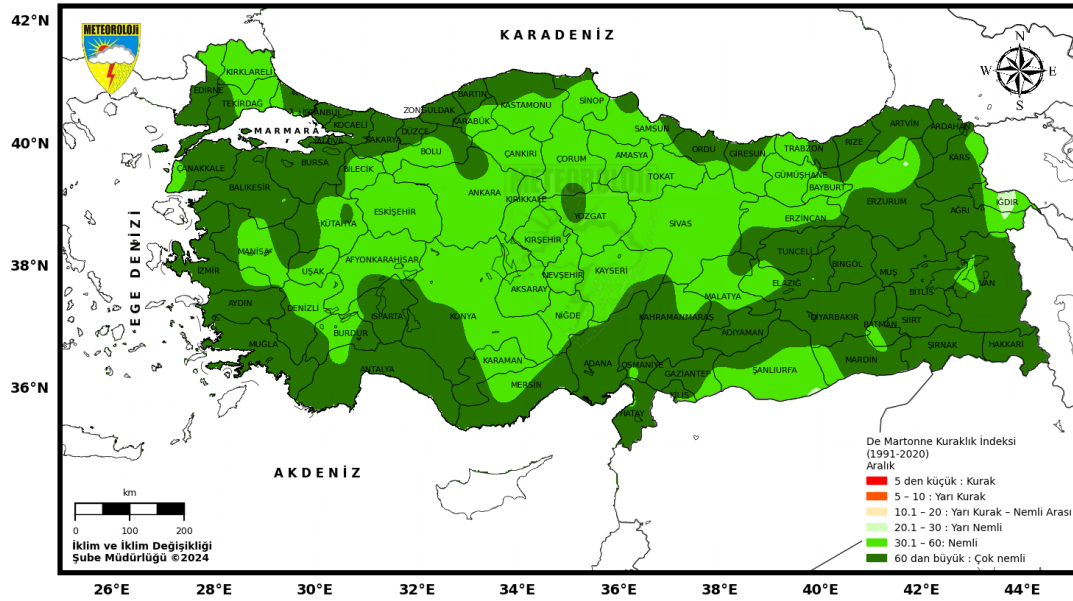 42°N
40°N
38°N
36°N
METEOROLOJİ
KARADENİZ
N
W E
S
MARMARA
EGE DENİZİ
AKDENİZ
METEOROLOJİ
KIRKLARELİ
EDİRNE
TEKİRDAĞ
İSTANBUL
KOCAELİ
YALOVA
SAKARYA
DÜZCE
ZONGULDAK
BARTIN
KARABÜK
KASTAMONU
SİNOP
SAMSUN
ORDU
GİRESUN
TRABZON
RİZE
ARTVİN
ARDAHAN
KARS
ÇANAKKALE
BALIKESİR
BURSA
BİLECİK
BOLU
ÇANKIRI
ÇORUM
AMASYA
TOKAT
GÜMÜŞHANE
BAYBURT
ERZURUM
AĞRI
IĞDIR
KÜTAHYA
ESKİŞEHİR
ANKARA
KIRIKKALE
YOZGAT
SİVAS
ERZİNCAN
MANİSA
UŞAK
AFYONKARAHİSAR
KIRŞEHİR
NEVŞEHİR
KAYSERİ
TUNCELİ
BİNGÖL
MUŞ
İZMİR
AYDIN
DENİZLİ
ISPARTA
BURDUR
KONYA
AKSARAY
NİĞDE
KAHRAMANMARAŞ
MALATYA
ELAZIĞ
BİTLİS
VAN
MUĞLA
ANTALYA
KARAMAN
MERSİN
ADANA
OSMANİYE
GAZİANTEP
KİLİS
HATAY
ADIYAMAN
ŞANLIURFA
DİYARBAKIR
BATMAN
MARDİN
SİİRT
ŞIRNAK
HAKKARİ
De Martonne Kuraklık İndeksi
(1991-2020)
Aralık
5 den küçük : Kurak
5 – 10 : Yarı Kurak
10.1 – 20 : Yarı Kurak – Nemli Arası
20.1 – 30 : Yarı Nemli
30.1 – 60: Nemli
60 dan büyük : Çok nemli
km
0 100 200
İklim ve İklim Değişikliği
Şube Müdürlüğü ©2024
26°E 28°E 30°E 32°E 34°E 36°E 38°E 40°E 42°E 44°E